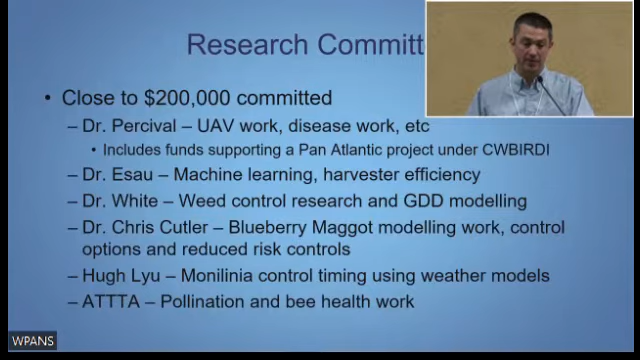 Research Committ
• Close to $200,000 committed
– Dr. Percival – UAV work, disease work, etc
• Includes funds supporting a Pan Atlantic project under CWBIRDI
– Dr. Esau – Machine learning, harvester efficiency
– Dr. White – Weed control research and GDD modelling
– Dr. Chris Cutler – Blueberry Maggot modelling work, control
options and reduced risk controls
– Hugh Lyu – Monilinia control timing using weather models
– ATTTA – Pollination and bee health work
WPANS